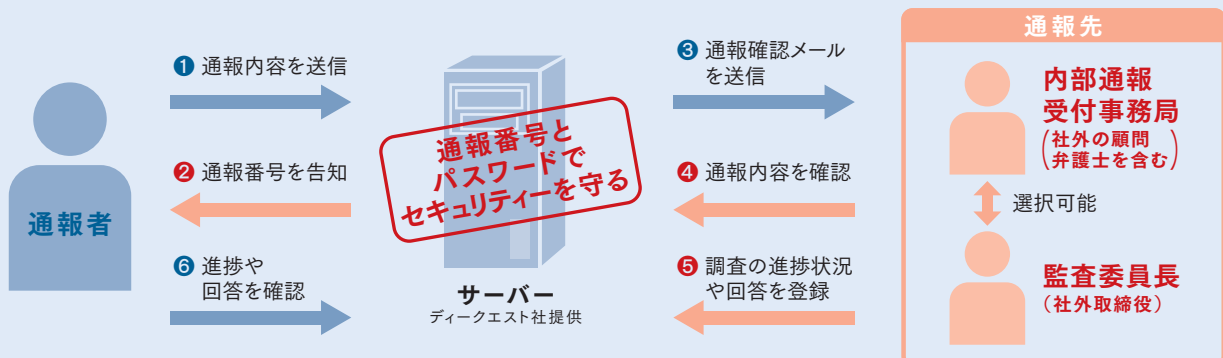 通報者
❶ 通報内容を送信
❷ 通報番号を告知
❻ 進捗や
回答を確認
通報番号と
パスワードで
セキュリティーを守る
サーバー
ディークエスト社提供
❸ 通報確認メール
を送信
❹ 通報内容を確認
❺ 調査の進捗状況
や回答を登録
通報先
内部通報
受付事務局
(社外の顧問
弁護士を含む)
選択可能
監査委員長
(社外取締役)